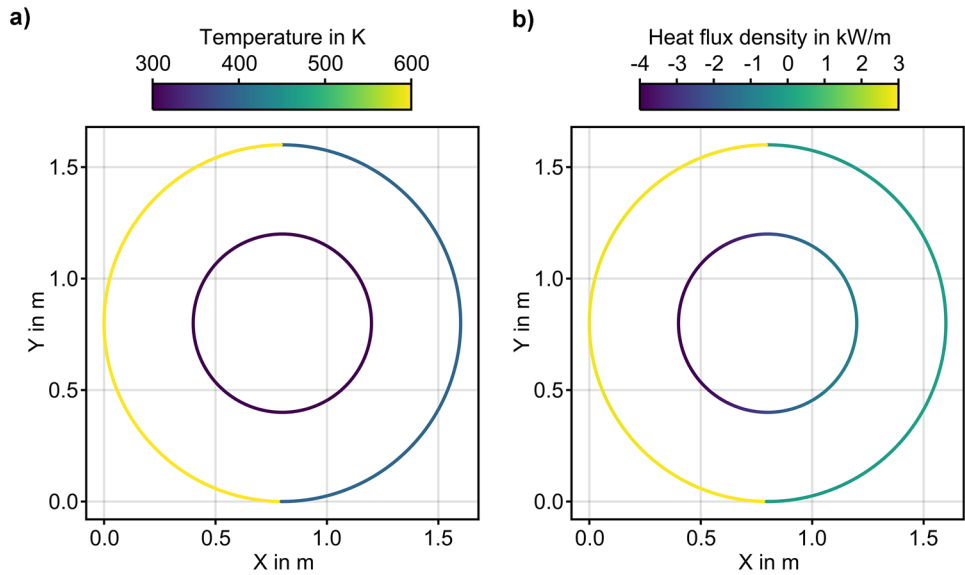 a)
Temperature in K
300 400 500 600
1.5
1.0
0.5
0.0
Y in m
0.0 0.5 1.0 1.5
X in m
b)
Heat flux density in kW/m
-4 -3 -2 -1 0 1 2 3
1.5
1.0
0.5
0.0
Y in m
0.0 0.5 1.0 1.5
X in m